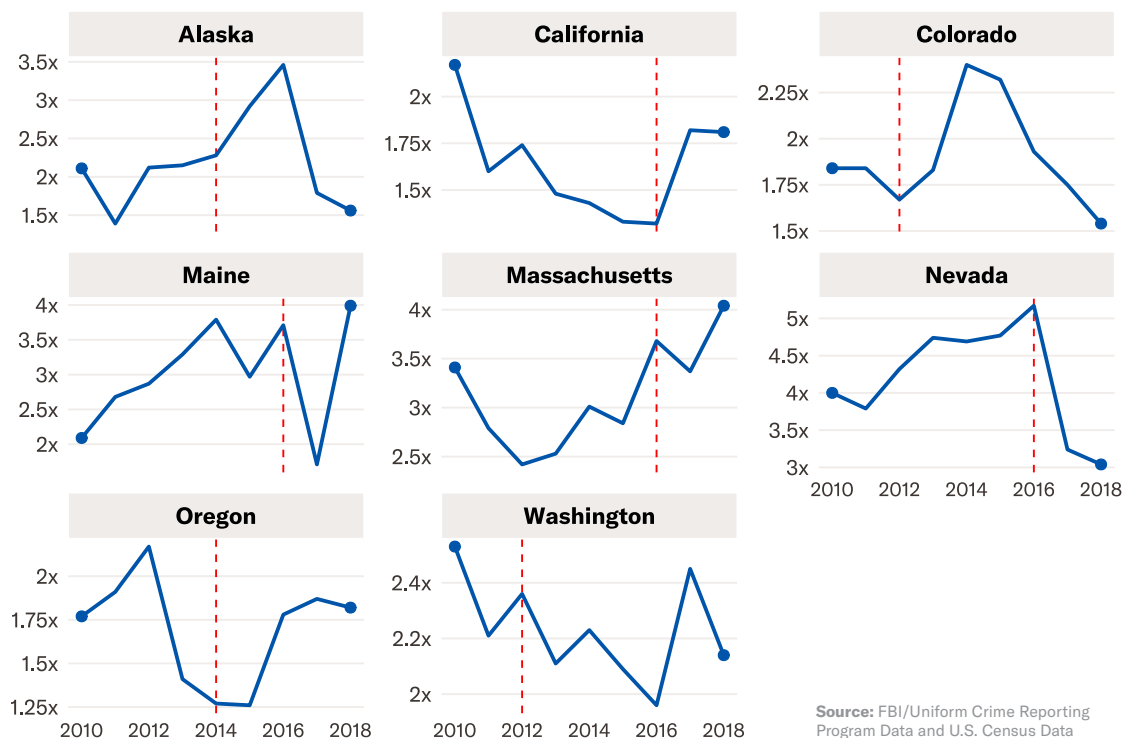 Alaska
3.5x
3x
2.5x
2x
1.5x
California
2x
1.75x
1.5x
Colorado
2.25x
2x
1.75x
1.5x
Maine
4x
3.5x
3x
2.5x
2x
Massachusetts
4x
3.5x
3x
2.5x
Nevada
5x
4.5x
4x
3.5x
3x
2010 2012 2014 2016 2018
Oregon
2x
1.75x
1.5x
1.25x
2010 2012 2014 2016 2018
Washington
2.4x
2.2x
2x
2010 2012 2014 2016 2018
Source: FBI/Uniform Crime Reporting
Program Data and U.S. Census Data